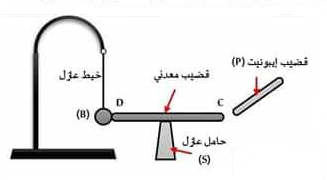 قضيب إيبونيت (P)
قضيب معدني
خيط عازل
D
C
(B)
حامل عازل
(S)